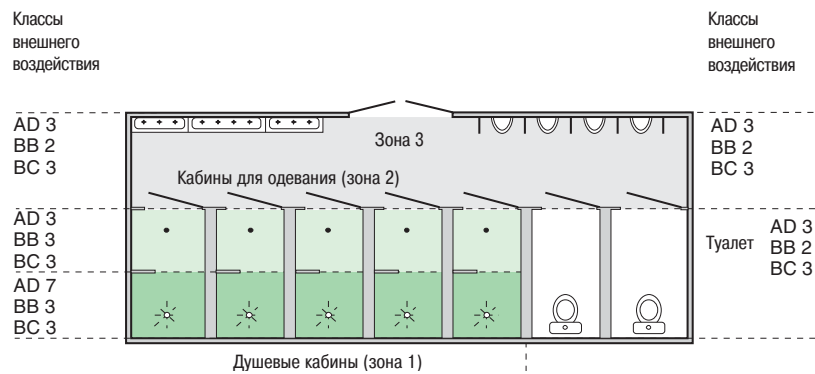 Классы
внешнего
воздействия
Классы
внешнего
воздействия
AD 3
BB 2
BC 3
Зона 3
AD 3
BB 2
BC 3
Кабины для одевания (зона 2)
AD 3
BB 3
BC 3
Туалет
AD 3
BB 2
BC 3
AD 7
BB 3
BC 3
Душевые кабины (зона 1)